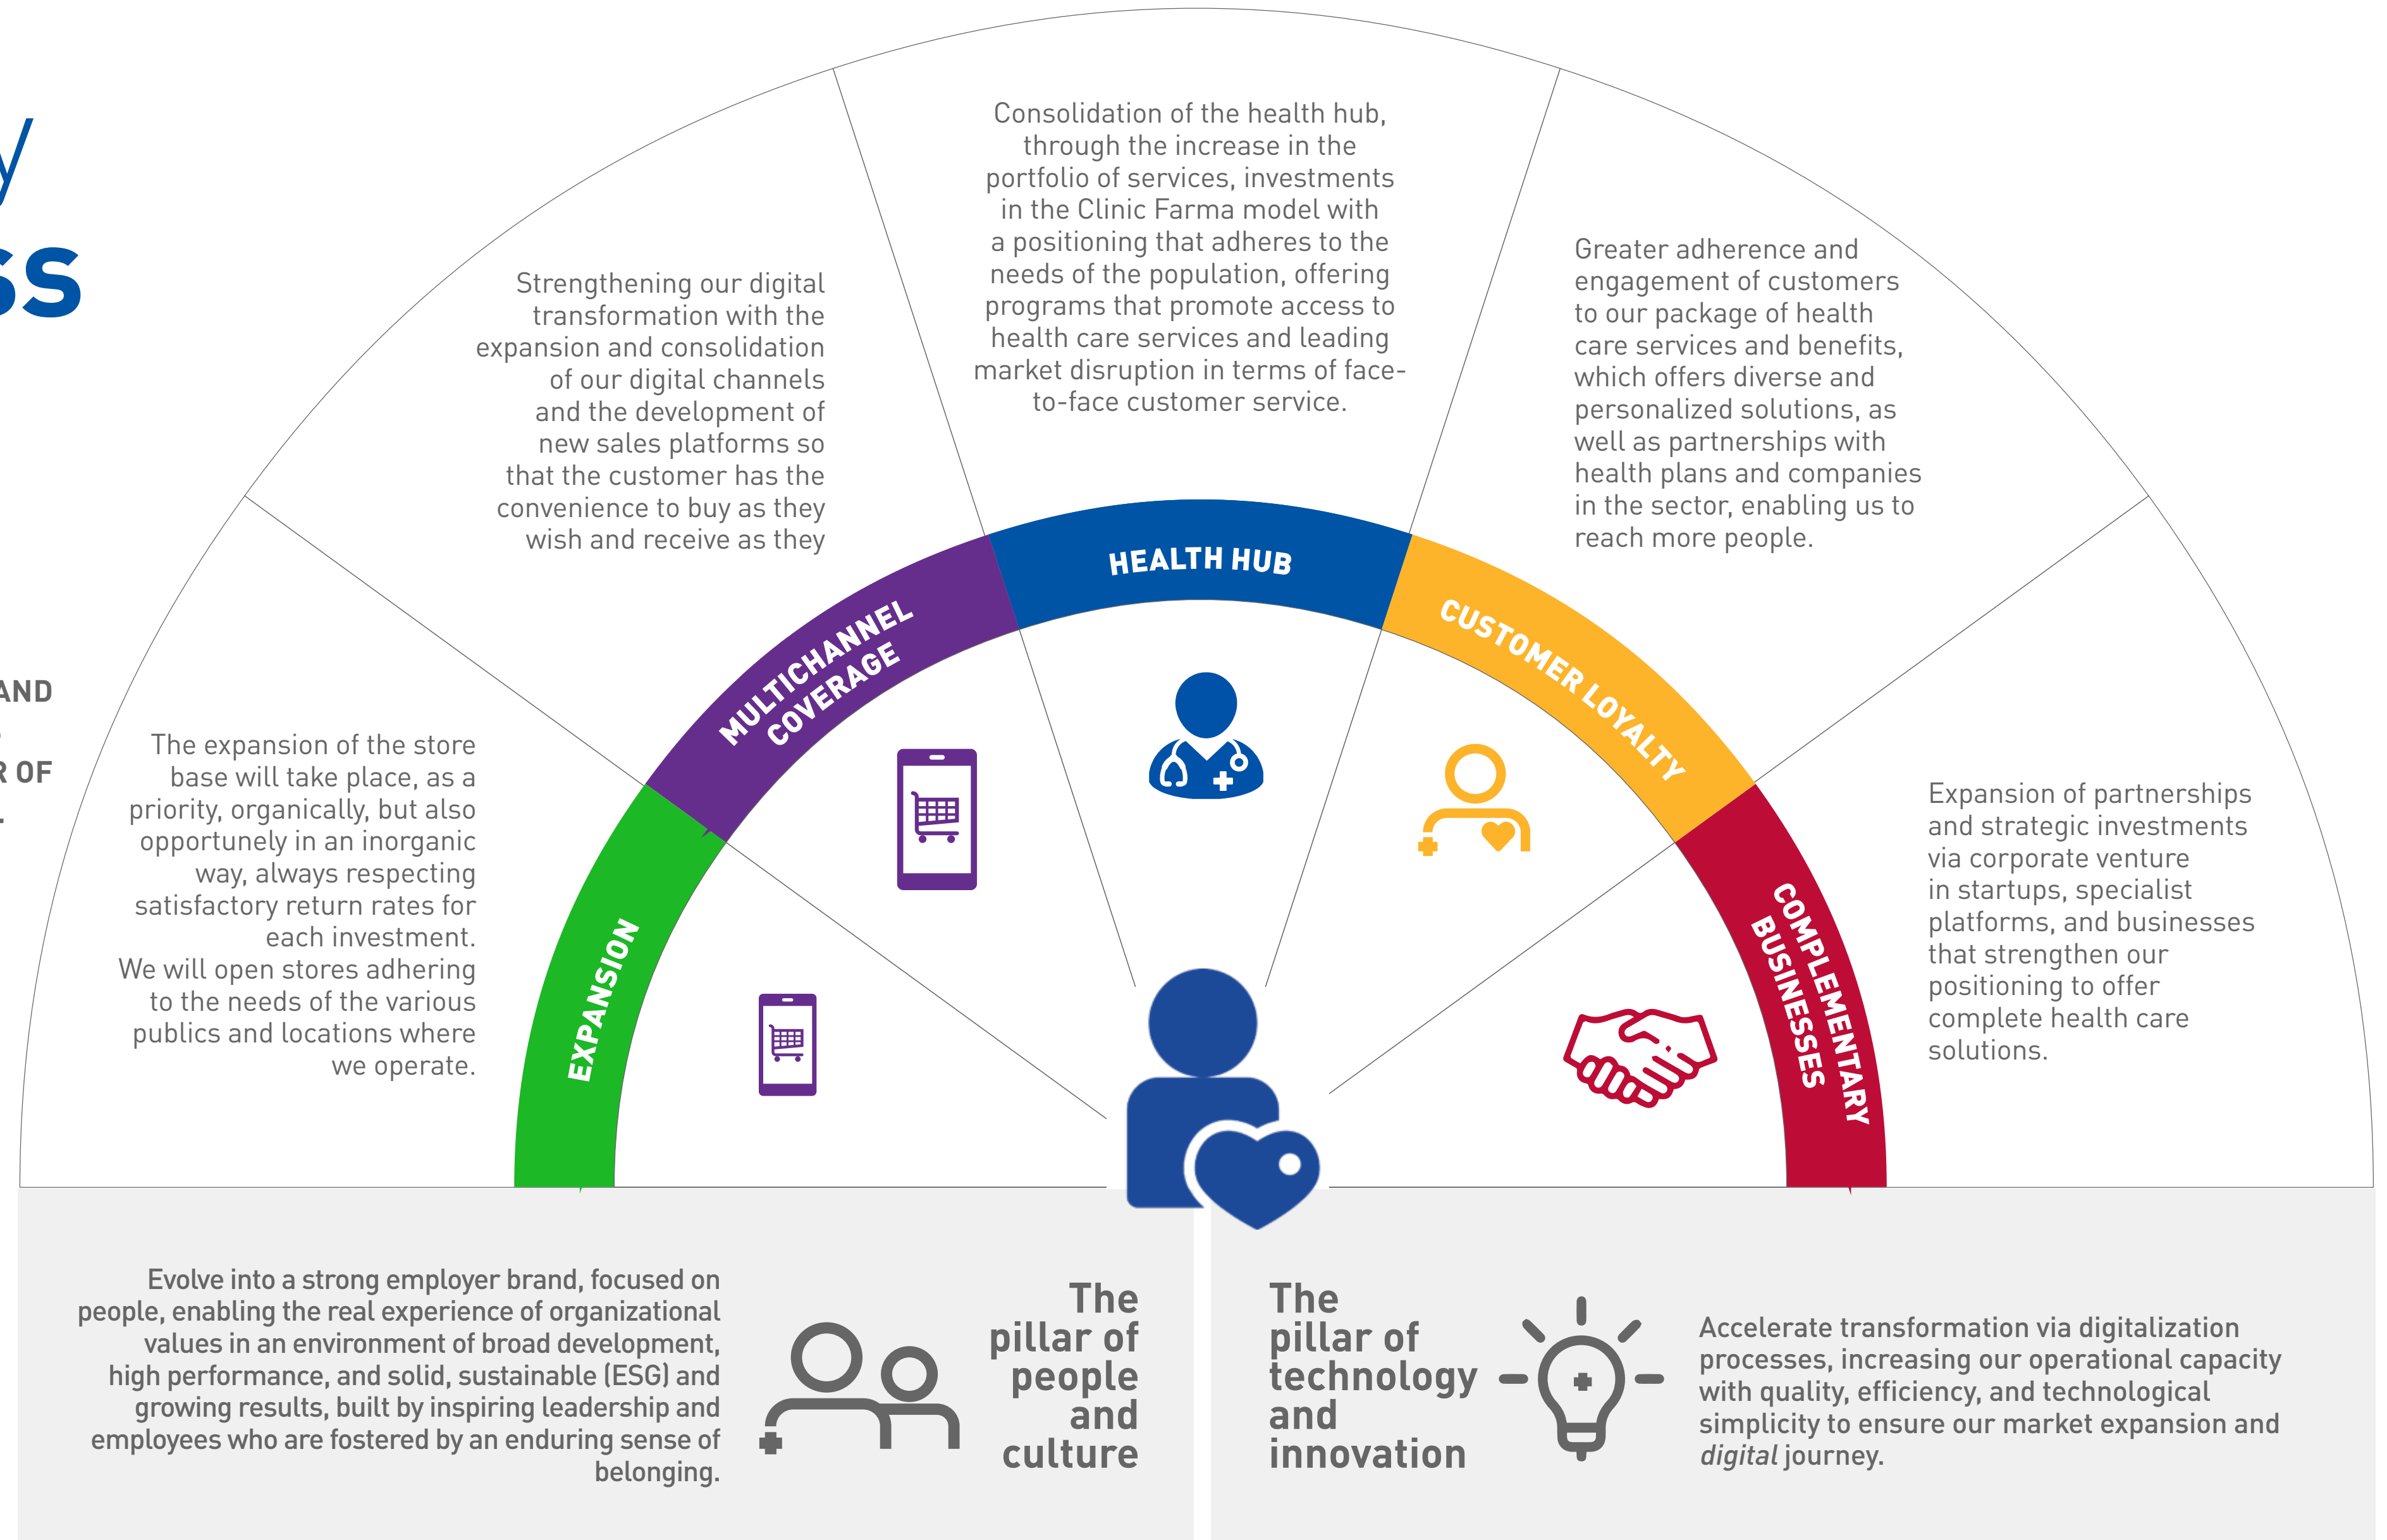 y
ss
AND
R OF
.
The expansion of the store
base will take place, as a
priority, organically, but also
opportunely in an inorganic
way, always respecting
satisfactory return rates for
each investment.
We will open stores adhering
to the needs of the various
publics and locations where
we operate.
EXPANSION
Strengthening our digital
transformation with the
expansion and consolidation
of our digital channels
and the development of
new sales platforms so
that the customer has the
convenience to buy as they
wish and receive as they
MULTICHANNEL
COVERAGE
Consolidation of the health hub,
through the increase in the
portfolio of services, investments
in the Clinic Farma model with
a positioning that adheres to the
needs of the population, offering
programs that promote access to
health care services and leading
market disruption in terms of face-
to-face customer service.
HEALTH HUB
Greater adherence and
engagement of customers
to our package of health
care services and benefits,
which offers diverse and
personalized solutions, as
well as partnerships with
health plans and companies
in the sector, enabling us to
reach more people.
CUSTOMER LOYALTY
Expansion of partnerships
and strategic investments
via corporate venture
in startups, specialist
platforms, and businesses
that strengthen our
positioning to offer
complete health care
solutions.
COMPLEMENTARY
BUSINESSES
Evolve into a strong employer brand, focused on
people, enabling the real experience of organizational
values in an environment of broad development,
high performance, and solid, sustainable (ESG) and
growing results, built by inspiring leadership and
employees who are fostered by an enduring sense of
belonging.
The
pillar of
people
and
culture
The
pillar of
technology
and
innovation
Accelerate transformation via digitalization
processes, increasing our operational capacity
with quality, efficiency, and technological
simplicity to ensure our market expansion and
digital journey.